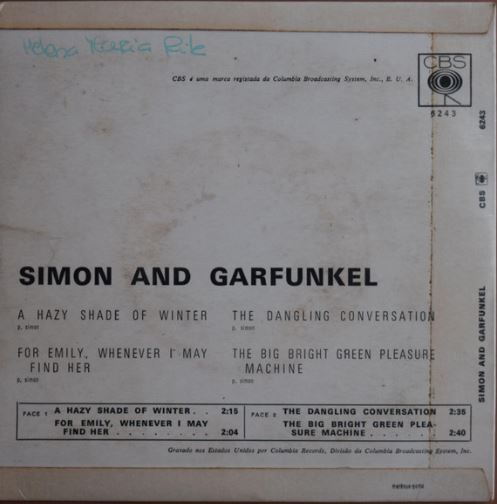 Helena Maria
CBS é uma marca registada da Columbia Broadcasting System, Inc., E. U. A.
CBS
6243
6243
CBS
SIMON AND GARFUNKEL
SIMON AND GARFUNKEL
A HAZY SHADE OF WINTER
p. simon
THE DANGLING CONVERSATION
p. simon
FOR EMILY, WHENEVER I MAY
FIND HER
p. simon
THE BIG BRIGHT GREEN PLEASURE
MACHINE
p. simon
FACE 1 A HAZY SHADE OF WINTER . . 2:15
FOR EMILY, WHENEVER I MAY
FIND HER . . . . . . . . 2:04
FACE 2 THE DANGLING CONVERSATION 2:35
THE BIG BRIGHT GREEN PLEA-
SURE MACHINE . . . . . 2:40
Gravado nos Estados Unidos por Columbia Records, Divisão da Columbia Broadcasting System, Inc.